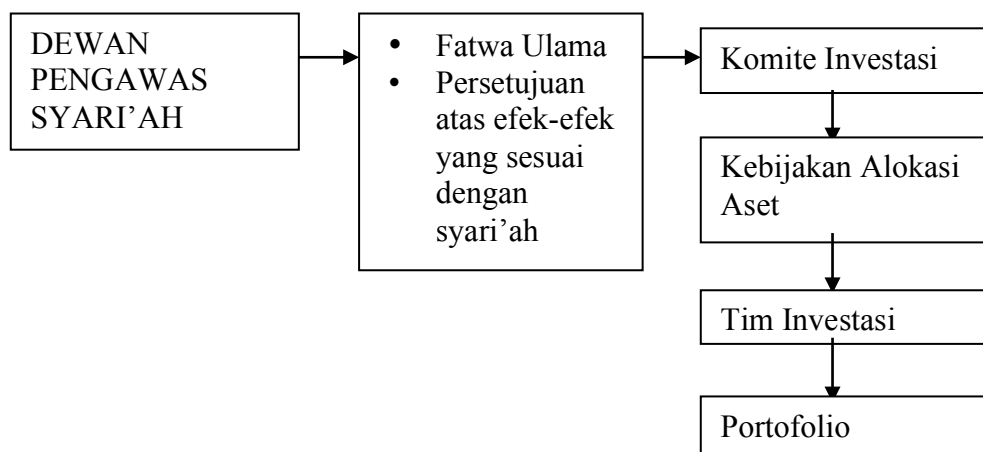 DEWAN
PENGAWAS
SYARI’AH
• Fatwa Ulama
• Persetujuan
atas efek-efek
yang sesuai
dengan
syari’ah
Komite Investasi
Kebijakan Alokasi
Aset
Tim Investasi
Portofolio